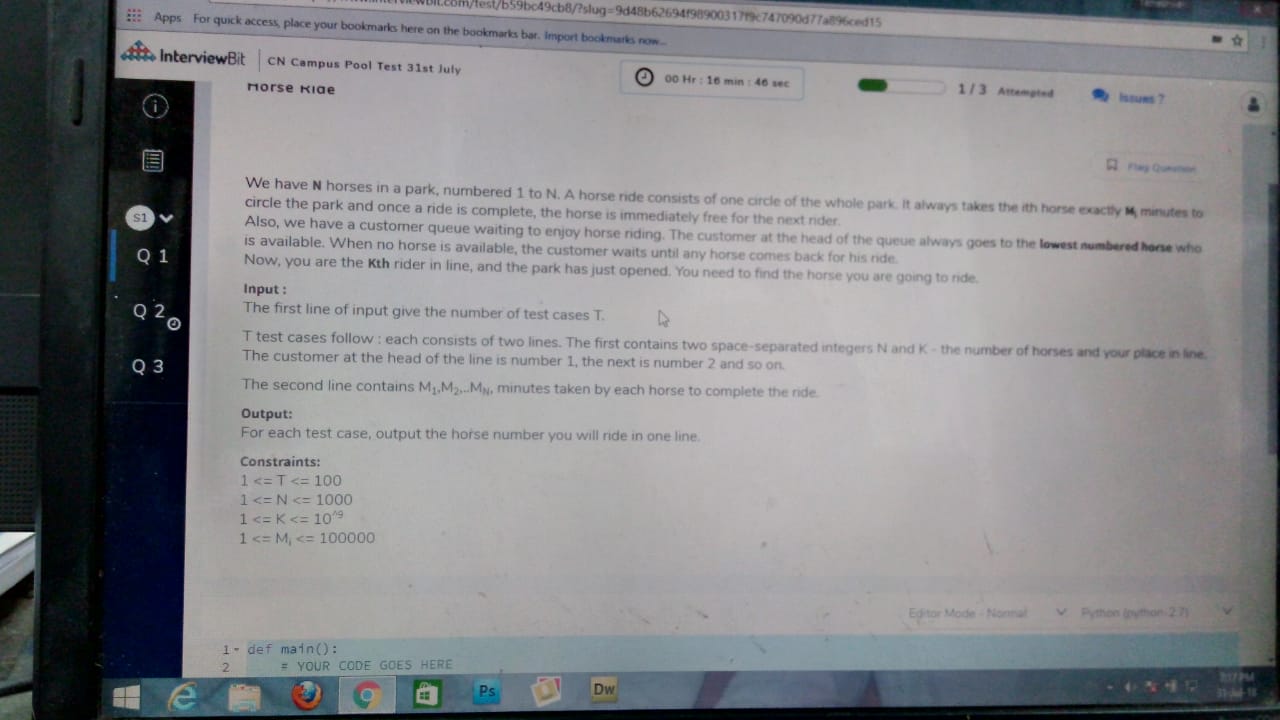 .com/test/b59bc49cb8/?slug=9d48b62694f98900317f9c747090d77a896ced15
Apps For quick access, place your bookmarks here on the bookmarks bar. Import bookmarks now...
InterviewBit CN Campus Pool Test 31st July
00 Hr : 16 min : 46 sec
1 / 3 Attempted
Issues ?
Horse Ride
Flag Question
We have N horses in a park, numbered 1 to N. A horse ride consists of one circle of the whole park. It always takes the ith horse exactly Mi minutes to
circle the park and once a ride is complete, the horse is immediately free for the next rider.
Also, we have a customer queue waiting to enjoy horse riding. The customer at the head of the queue always goes to the lowest numbered horse who
is available. When no horse is available, the customer waits until any horse comes back for his ride.
Now, you are the Kth rider in line, and the park has just opened. You need to find the horse you are going to ride.
Input :
The first line of input give the number of test cases T.
T test cases follow : each consists of two lines. The first contains two space-separated integers N and K - the number of horses and your place in line.
The customer at the head of the line is number 1, the next is number 2 and so on.
The second line contains M1,M2,..MN, minutes taken by each horse to complete the ride.
Output:
For each test case, output the horse number you will ride in one line.
Constraints:
1 <= T <= 100
1 <= N <= 1000
1 <= K <= 10^9
1 <= Mi <= 100000
S1
Q 1
Q 2
Q 3
Editor Mode - Normal Python (python-2.7)
1 def main():
2 # YOUR CODE GOES HERE
Ps
Dw
7:17 PM
31-Jul-18